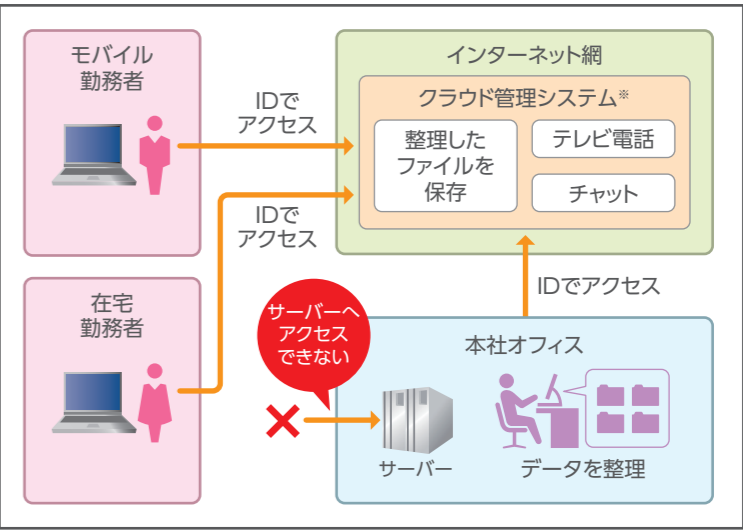 モバイル
勤務者
IDで
アクセス
インターネット網
クラウド管理システム※
整理した
ファイルを
保存
テレビ電話
チャット
IDで
アクセス
在宅
勤務者
サーバーへ
アクセス
できない
IDでアクセス
本社オフィス
サーバー
データを整理